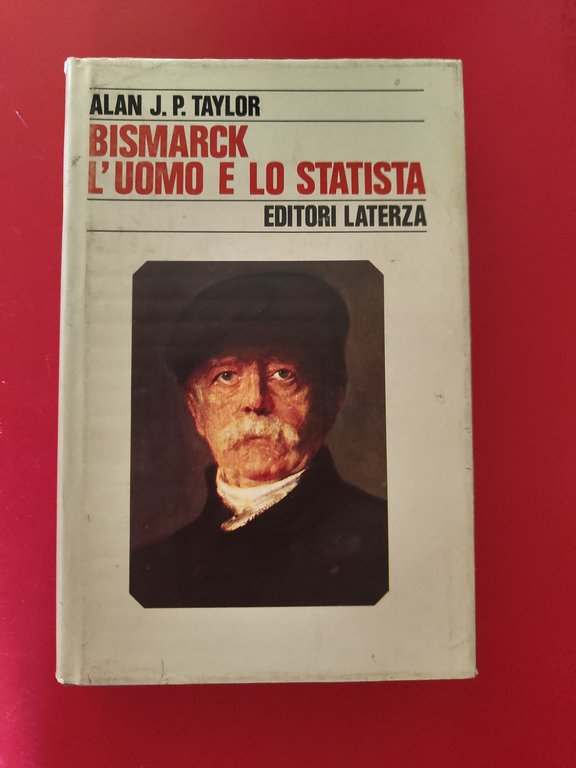 ALAN J. P. TAYLOR
BISMARCK
L'UOMO E LO STATISTA
EDITORI LATERZA